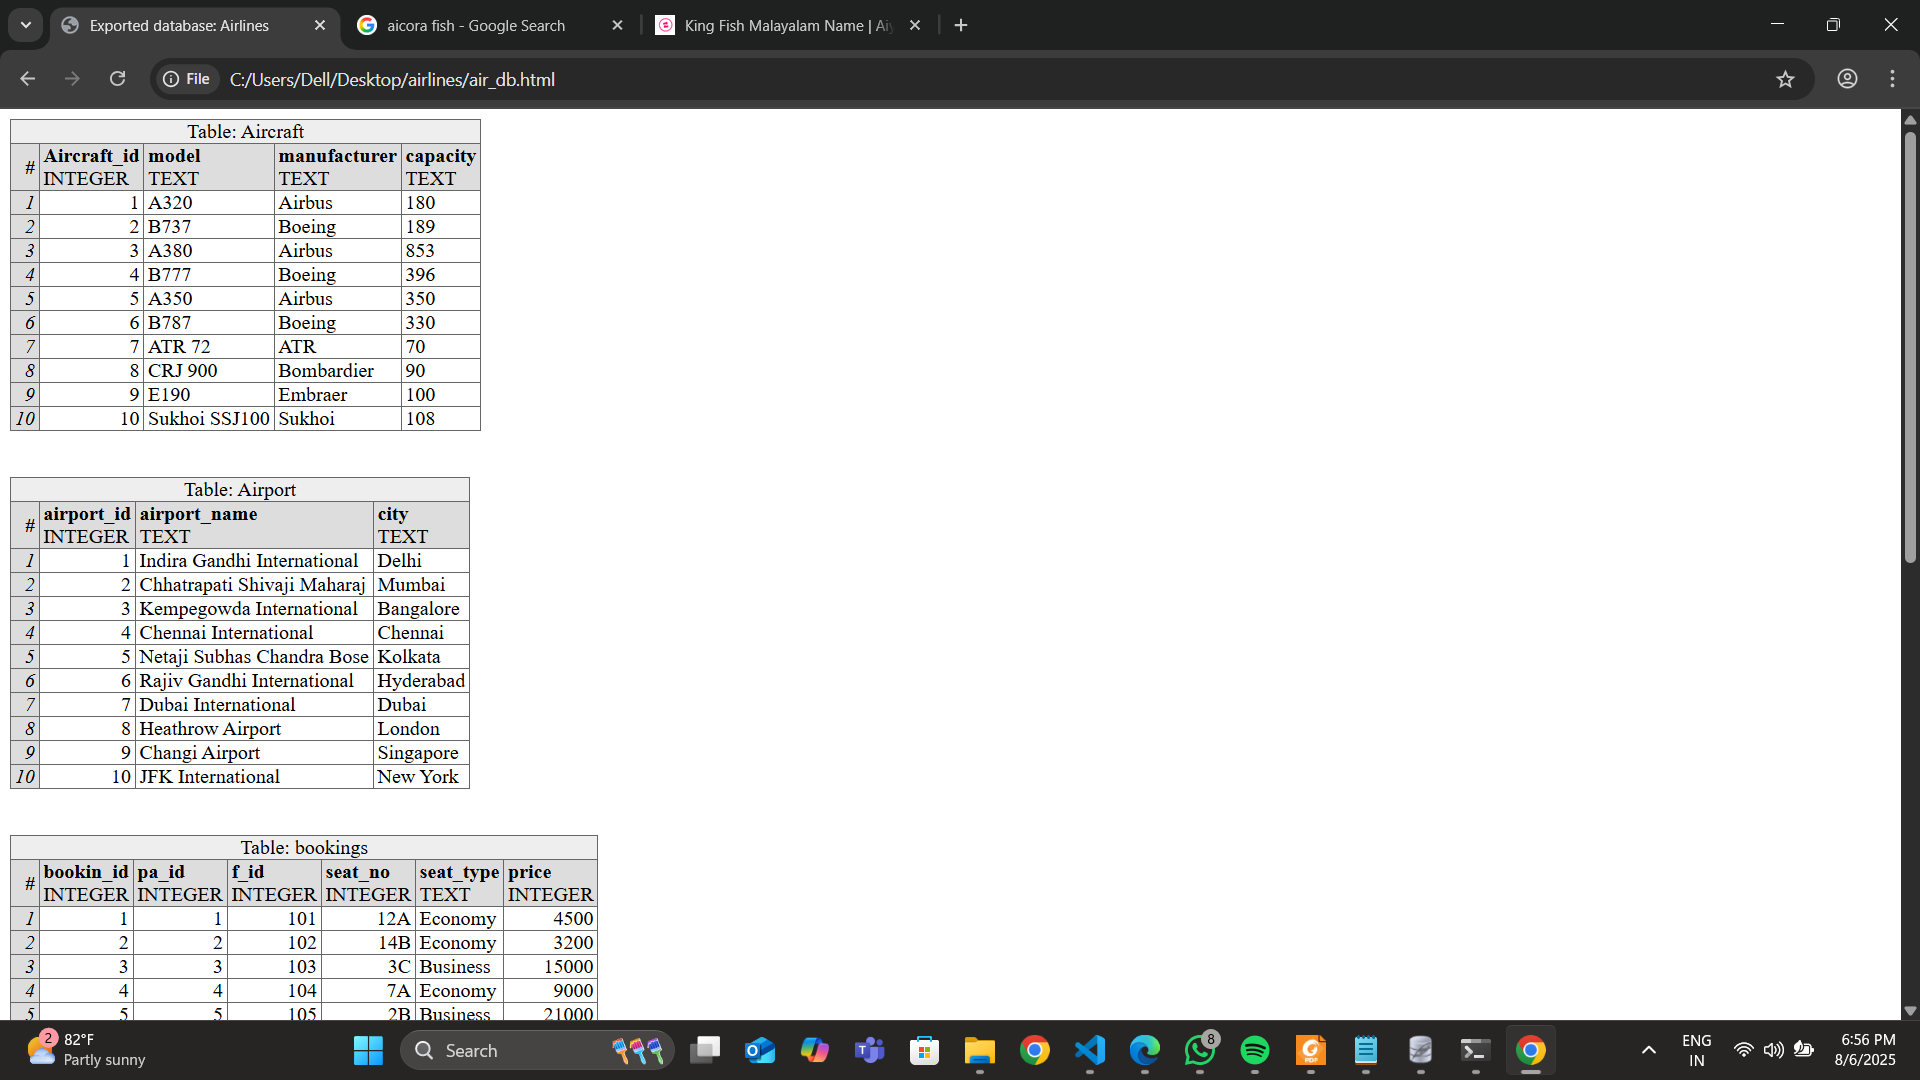 Exported database: Airlines
aicora fish - Google Search
King Fish Malayalam Name | Aiy
File
C:/Users/Dell/Desktop/airlines/air_db.html
Table: Aircraft
# Aircraft_id model manufacturer capacity
INTEGER TEXT TEXT TEXT
1 1 A320 Airbus 180
2 2 B737 Boeing 189
3 3 A380 Airbus 853
4 4 B777 Boeing 396
5 5 A350 Airbus 350
6 6 B787 Boeing 330
7 7 ATR 72 ATR 70
8 8 CRJ 900 Bombardier 90
9 9 E190 Embraer 100
10 10 Sukhoi SSJ100 Sukhoi 108
Table: Airport
# airport_id airport_name city
INTEGER TEXT TEXT
1 1 Indira Gandhi International Delhi
2 2 Chhatrapati Shivaji Maharaj Mumbai
3 3 Kempegowda International Bangalore
4 4 Chennai International Chennai
5 5 Netaji Subhas Chandra Bose Kolkata
6 6 Rajiv Gandhi International Hyderabad
7 7 Dubai International Dubai
8 8 Heathrow Airport London
9 9 Changi Airport Singapore
10 10 JFK International New York
Table: bookings
# bookin_id pa_id f_id seat_no seat_type price
INTEGER INTEGER INTEGER INTEGER TEXT INTEGER
1 1 1 101 12A Economy 4500
2 2 2 102 14B Economy 3200
3 3 3 103 3C Business 15000
4 4 4 104 7A Economy 9000
5 5 5 105 2B Business 21000
2
82°F
Partly sunny
Search
8
ENG
IN
6:56 PM
8/6/2025